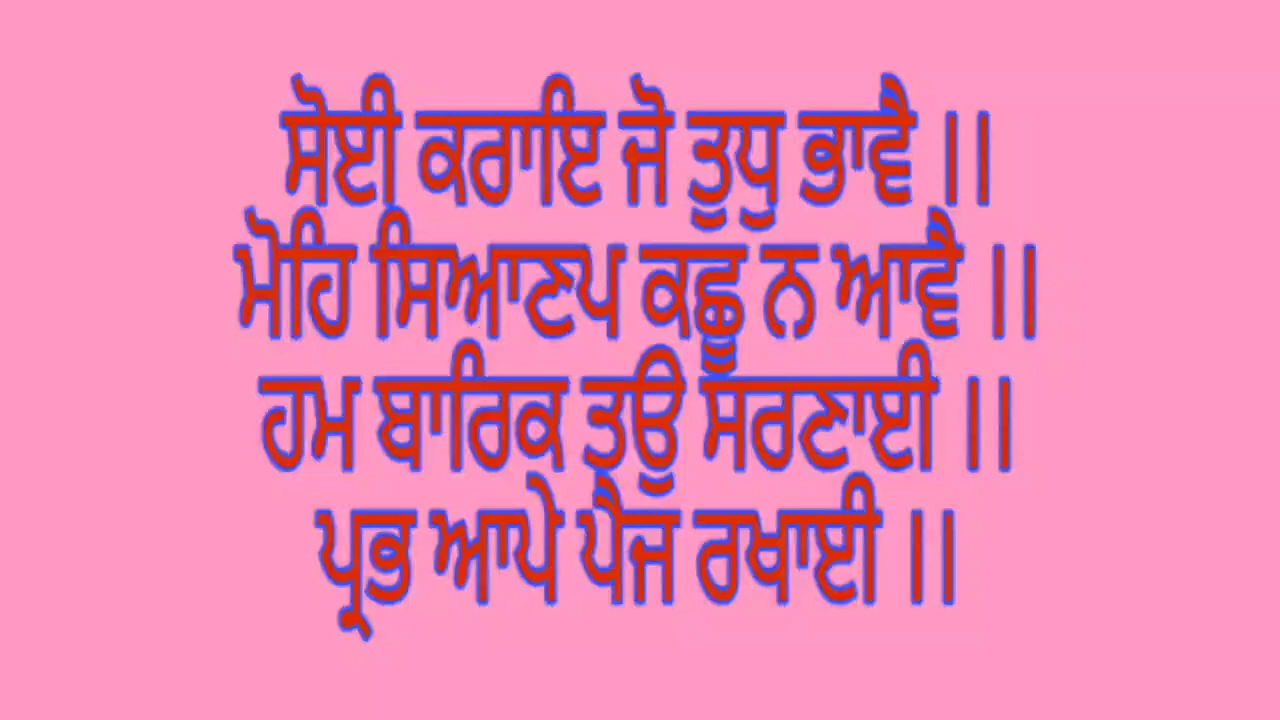 ਸੋਈ ਕਰਾਇ ਜੋ ਤੁਧੁ ਭਾਵੈ ।।
ਮੋਹਿ ਸਿਆਣਪ ਕਛੂ ਨ ਆਵੈ ।।
ਹਮ ਬਾਰਿਕ ਤਉ ਸਰਣਾਈ ।।
ਪ੍ਰਭ ਆਪੇ ਪੈਜ ਰਖਾਈ ।।